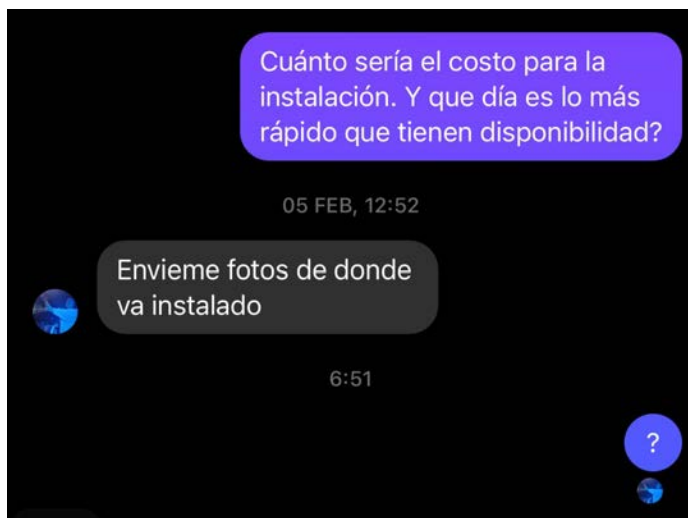 Cuánto sería el costo para la
instalación. Y que día es lo más
rápido que tienen disponibilidad?
05 FEB, 12:52
Envieme fotos de donde
va instalado
6:51
?